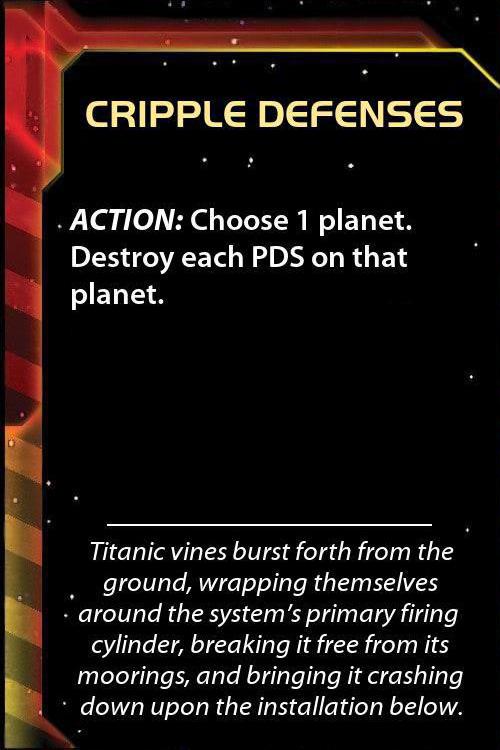 CRIPPLE DEFENSES
ACTION: Choose 1 planet.
Destroy each PDS on that
planet.
Titanic vines burst forth from the
ground, wrapping themselves
around the system's primary firing
cylinder, breaking it free from its
moorings, and bringing it crashing
down upon the installation below.